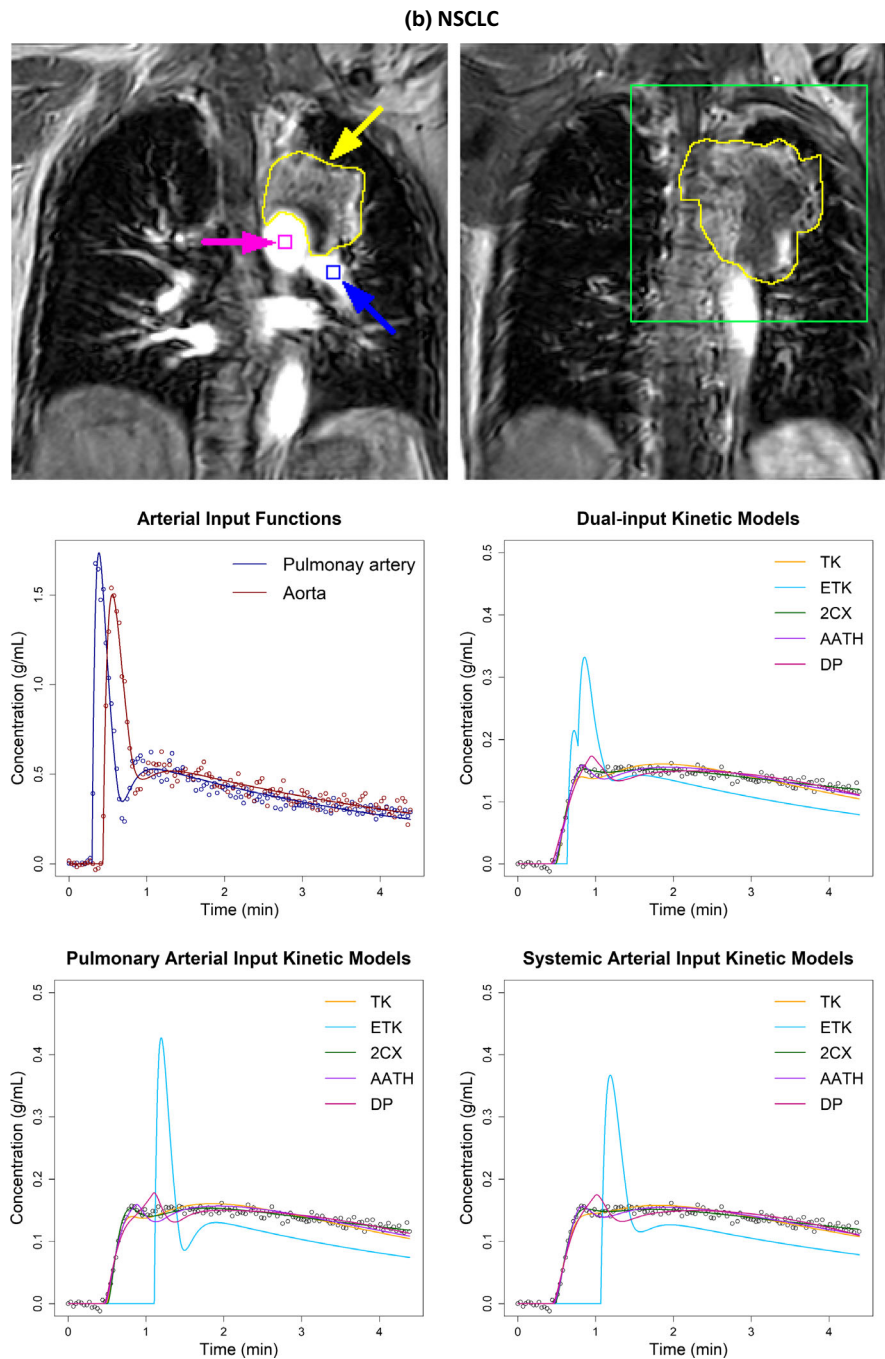 (b) NSCLC
Arterial Input Functions
Concentration (g/mL)
0.0
0.5
1.0
1.5
Pulmonay artery
Aorta
0
1
2
3
4
Time (min)
Dual-input Kinetic Models
Concentration (g/mL)
0.0
0.1
0.2
0.3
0.4
0.5
TK
ETK
2CX
AATH
DP
0
1
2
3
4
Time (min)
Pulmonary Arterial Input Kinetic Models
Concentration (g/mL)
0.0
0.1
0.2
0.3
0.4
0.5
TK
ETK
2CX
AATH
DP
0
1
2
3
4
Time (min)
Systemic Arterial Input Kinetic Models
Concentration (g/mL)
0.0
0.1
0.2
0.3
0.4
0.5
TK
ETK
2CX
AATH
DP
0
1
2
3
4
Time (min)